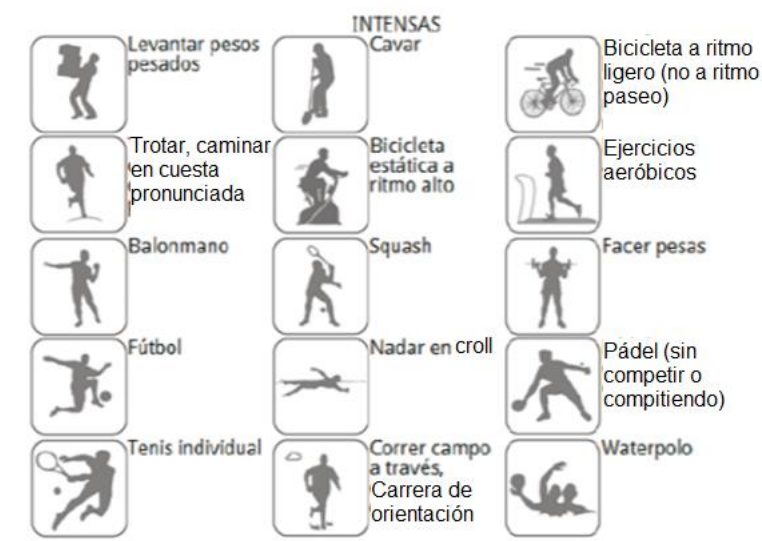 INTENSAS
Levantar pesos
pesados
Cavar
Bicicleta a ritmo
ligero (no a ritmo
paseo)
Trotar, caminar
en cuesta
pronunciada
Bicicleta
estática a
ritmo alto
Ejercicios
aeróbicos
Balonmano
Squash
Facer pesas
Fútbol
Nadar en croll
Pádel (sin
competir o
compitiendo)
Tenis individual
Correr campo
a través,
Carrera de
orientación
Waterpolo